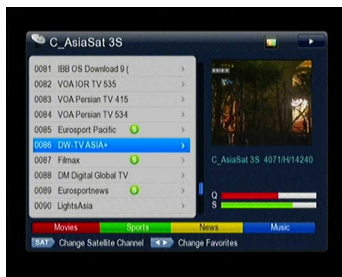 C_AsiaSat 3S
0081 IBB OS Download 9 (
0082 VOA IOR TV 535
0083 VOA Persian TV 415
0084 VOA Persian TV 534
0085 Eurosport Pacific S
0086 DW-TV ASIA+
0087 Filmax S
0088 DM Digital Global TV
0089 Eurosportnews S
0090 LightsAsia
C_AsiaSat 3S 4071/H/14240
Q
S
Movies Sports News Music
SAT Change Satellite Channel Change Favorites